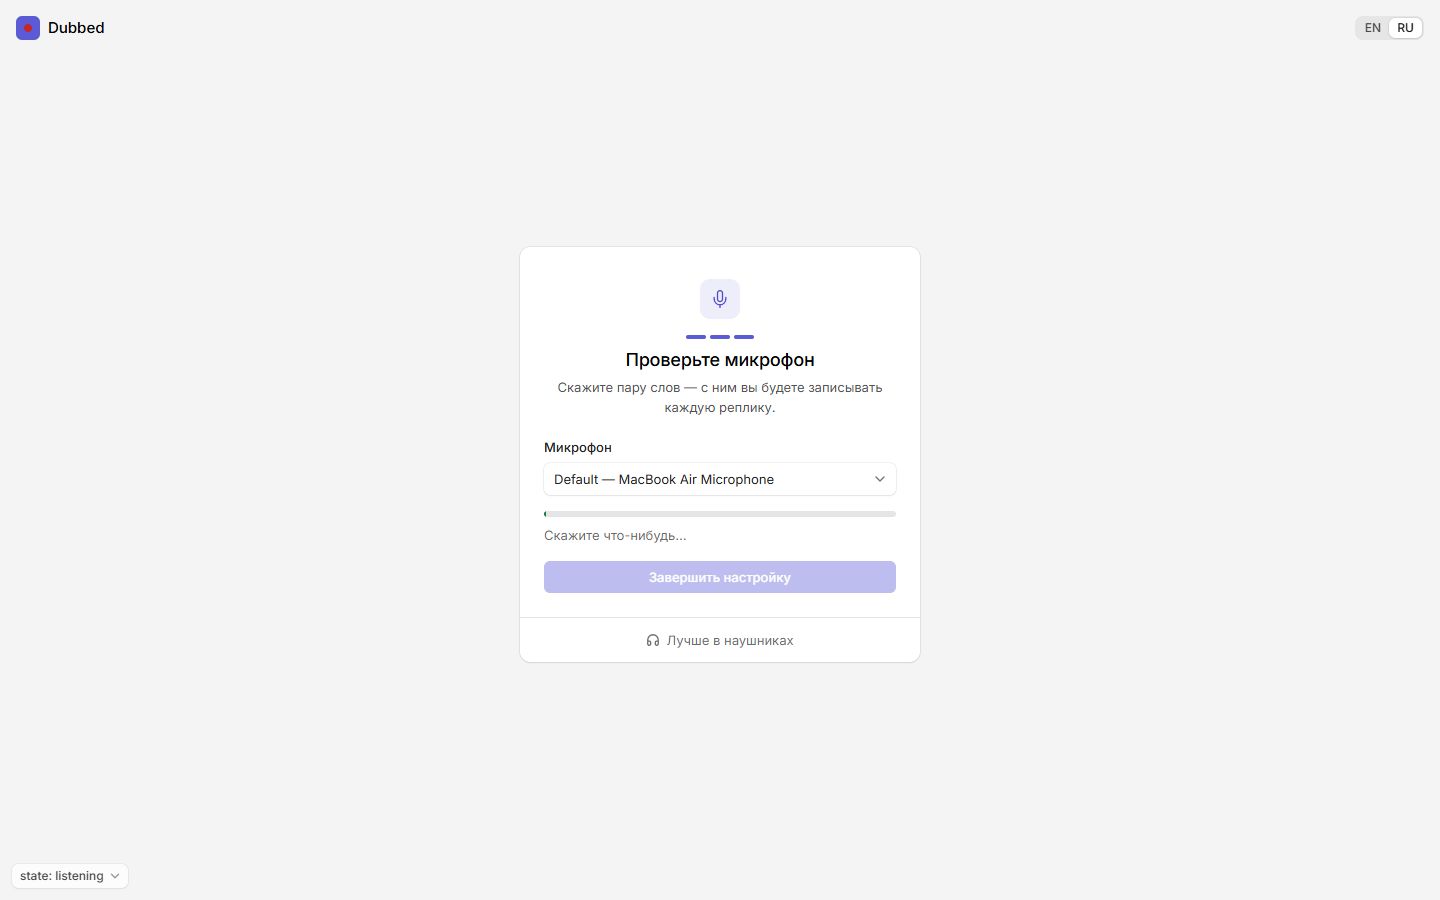 Dubbed
EN RU
Проверьте микрофон
Скажите пару слов — с ним вы будете записывать
каждую реплику.
Микрофон
Default — MacBook Air Microphone
Скажите что-нибудь...
Завершить настройку
Лучше в наушниках
state: listening